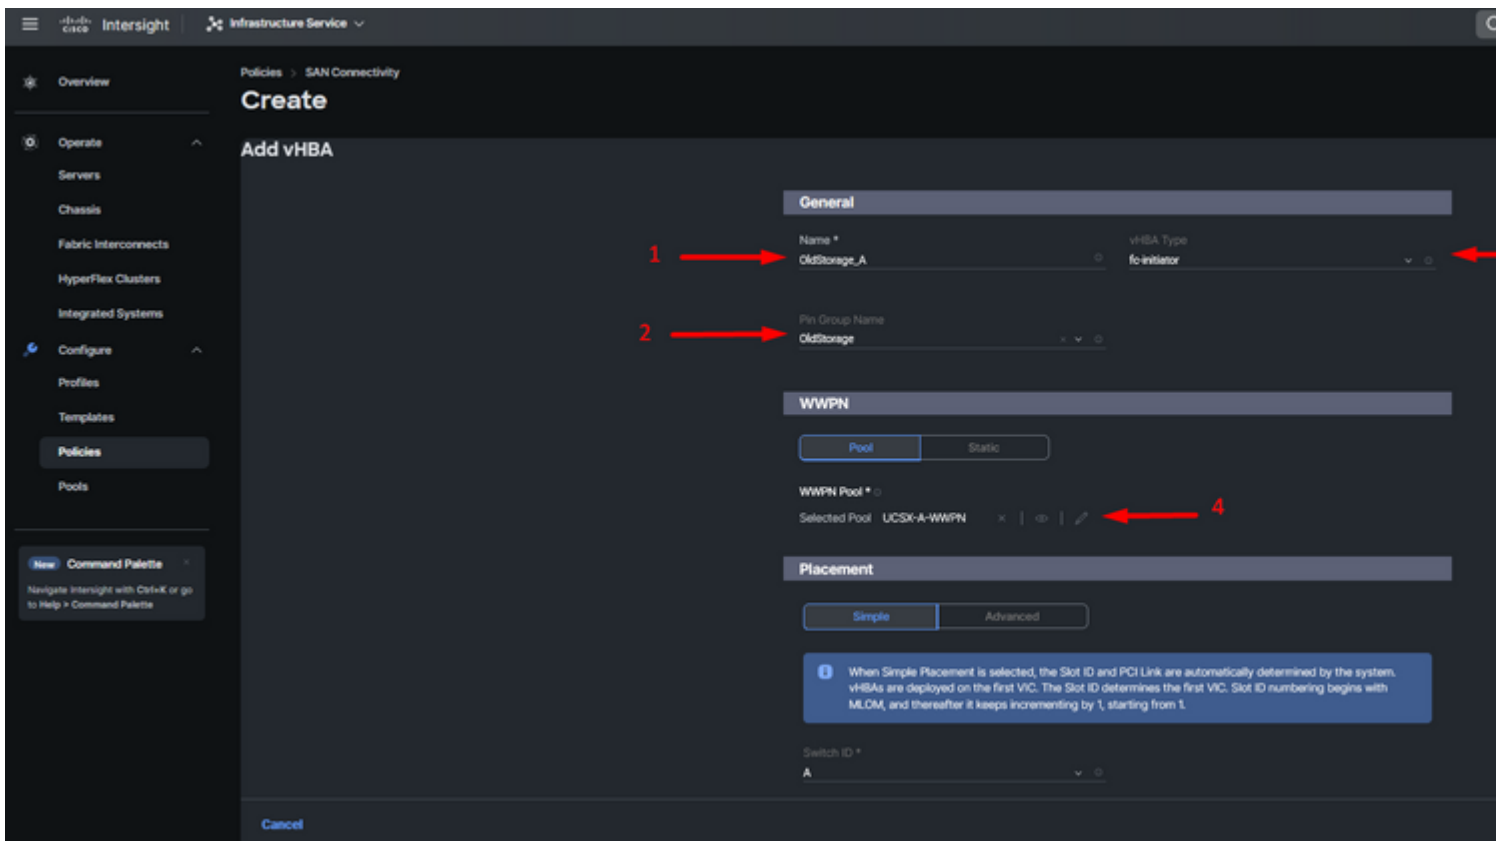 cisco Intersight Infrastructure Service
Overview
Operate
Servers
Chassis
Fabric Interconnects
HyperFlex Clusters
Integrated Systems
Configure
Profiles
Templates
Policies
Pools
New Command Palette
Navigate Intersight with Ctrl+K or go
to Help > Command Palette
Policies > SAN Connectivity
Create
Add vHBA
General
Name *
vHBA Type
1
OldStorage_A
fc-initiator
Pin Group Name
2
OldStorage
WWPN
Pool
Static
WWPN Pool *
Selected Pool UCSX-A-WWPN
4
Placement
Simple
Advanced
When Simple Placement is selected, the Slot ID and PCI Link are automatically determined by the system.
vHBAs are deployed on the first VIC. The Slot ID determines the first VIC. Slot ID numbering begins with
MLOM, and thereafter it keeps incrementing by 1, starting from 1.
Switch ID *
A
Cancel